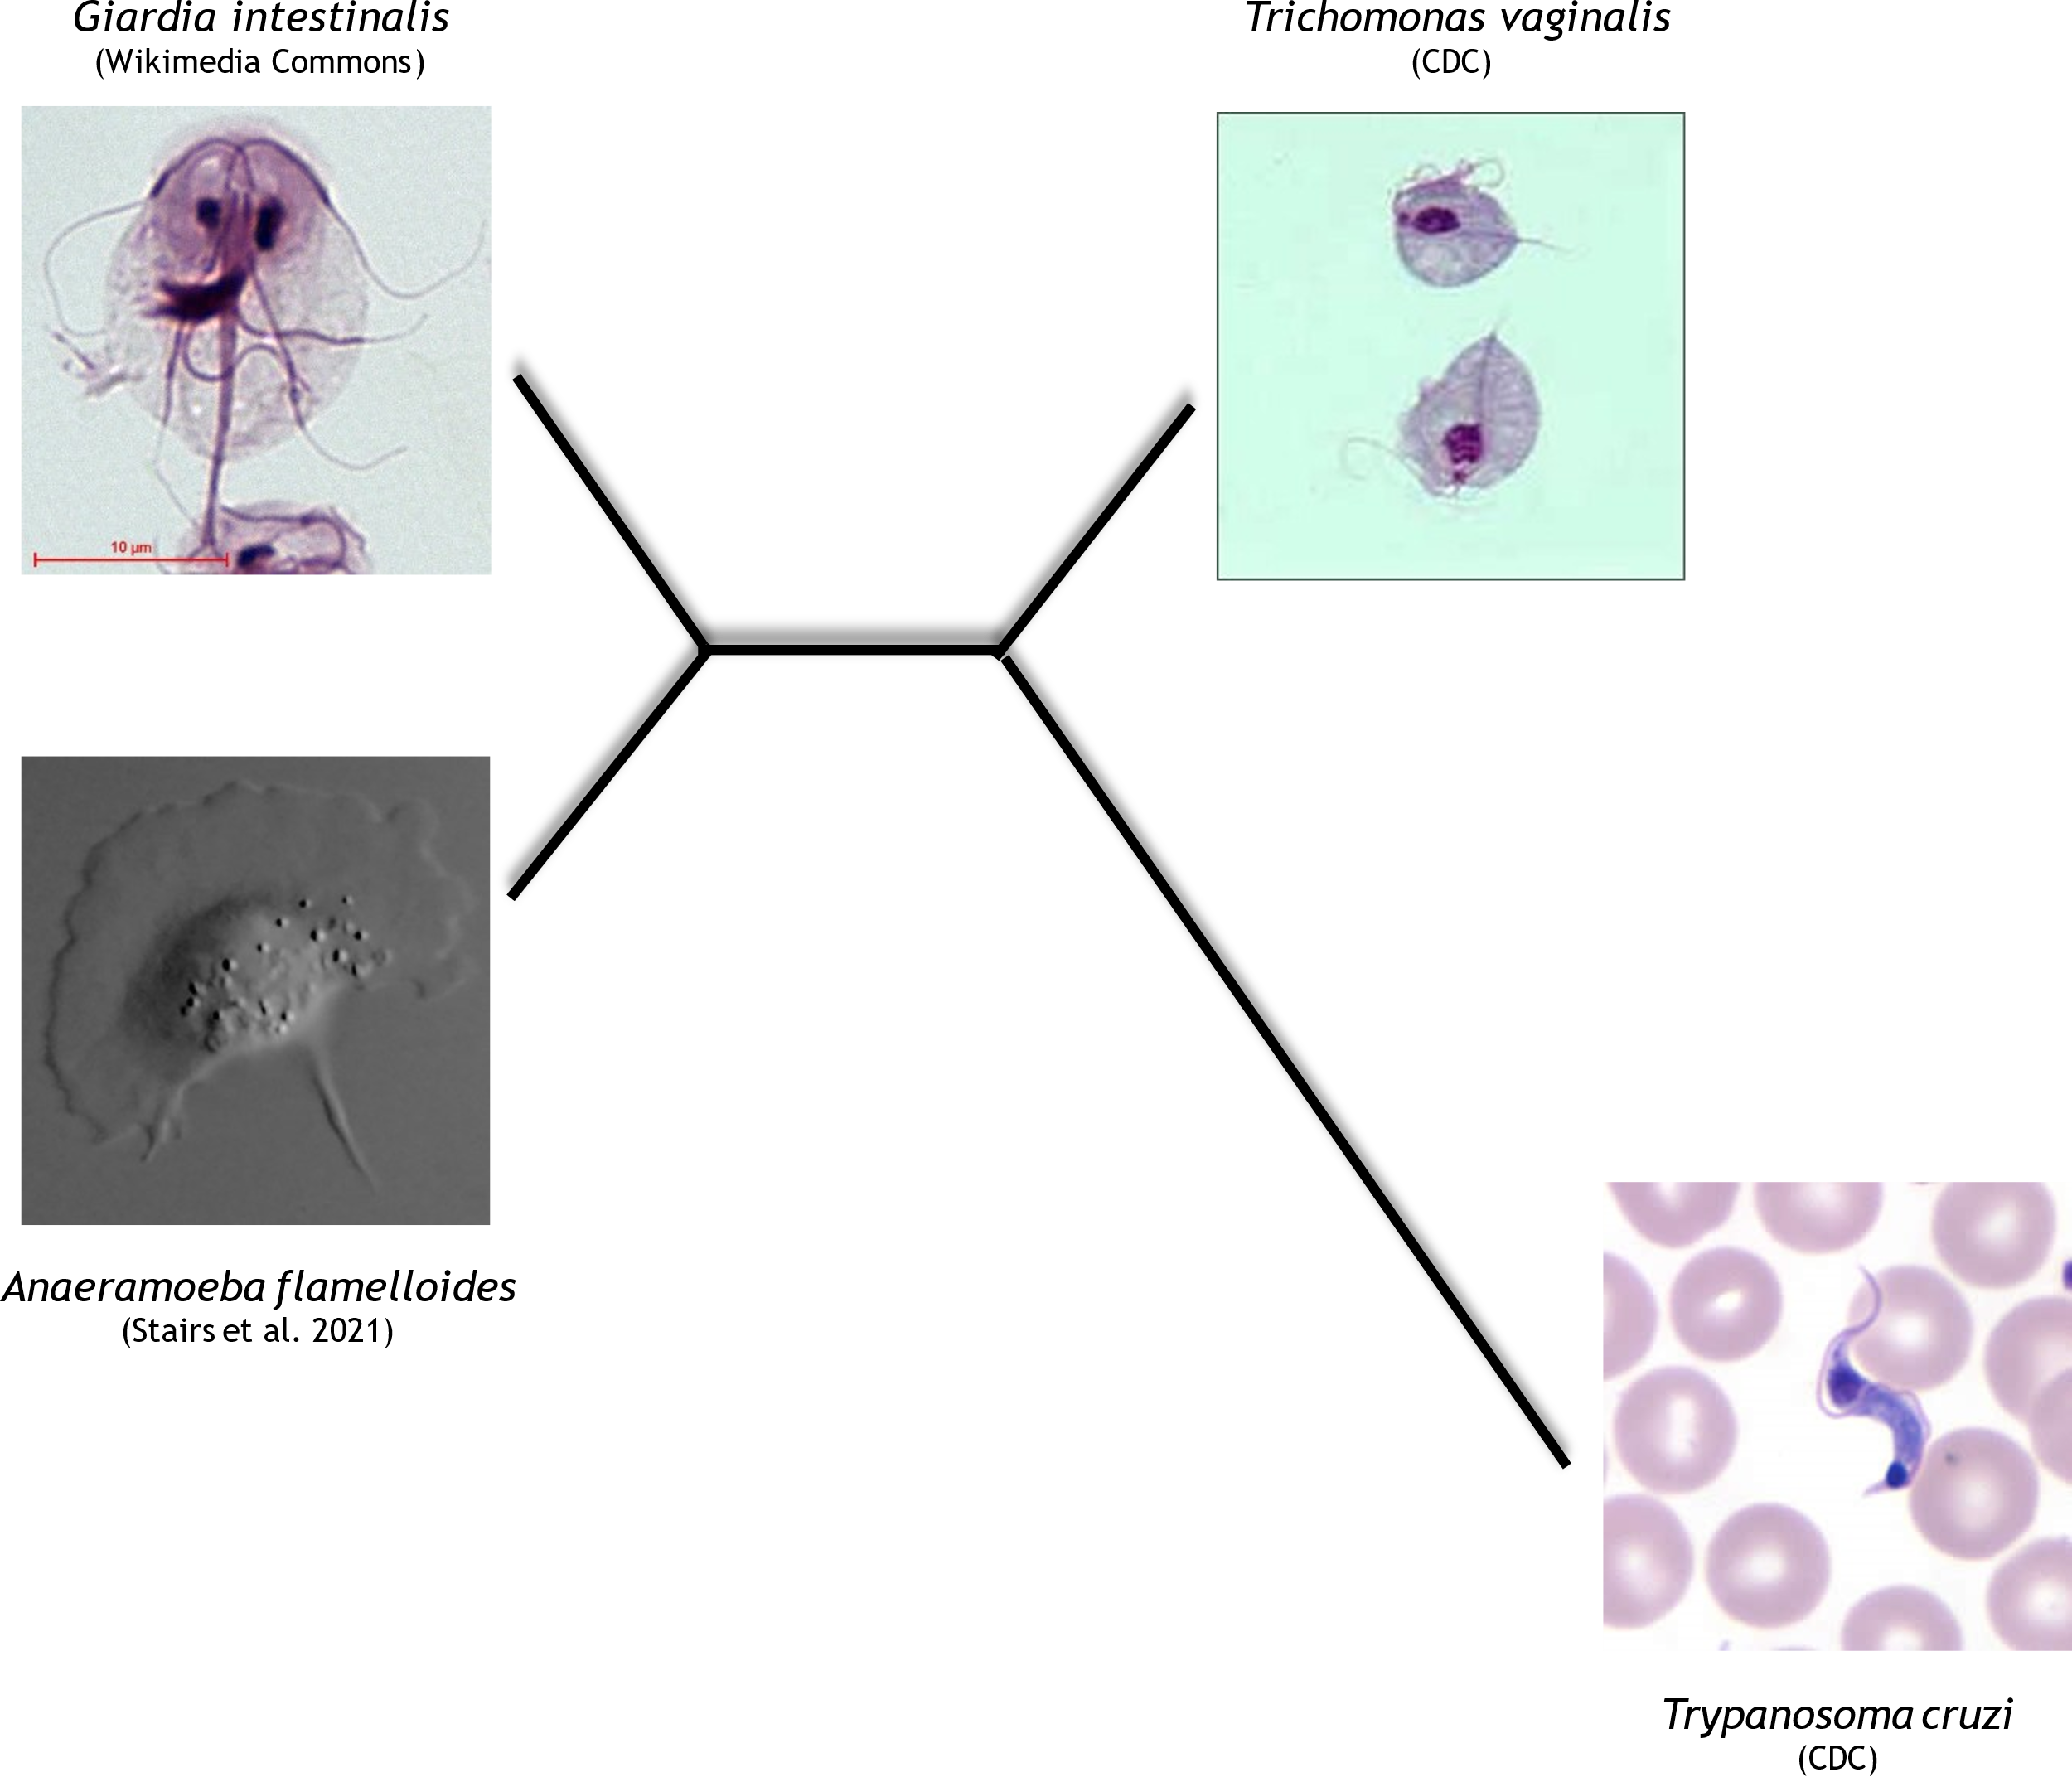 Giardia intestinalis
(Wikimedia Commons)
Trichomonas vaginalis
(CDC)
10 µm
Anaeramoeba flamelloides
(Stairs et al. 2021)
Trypanosoma cruzi
(CDC)